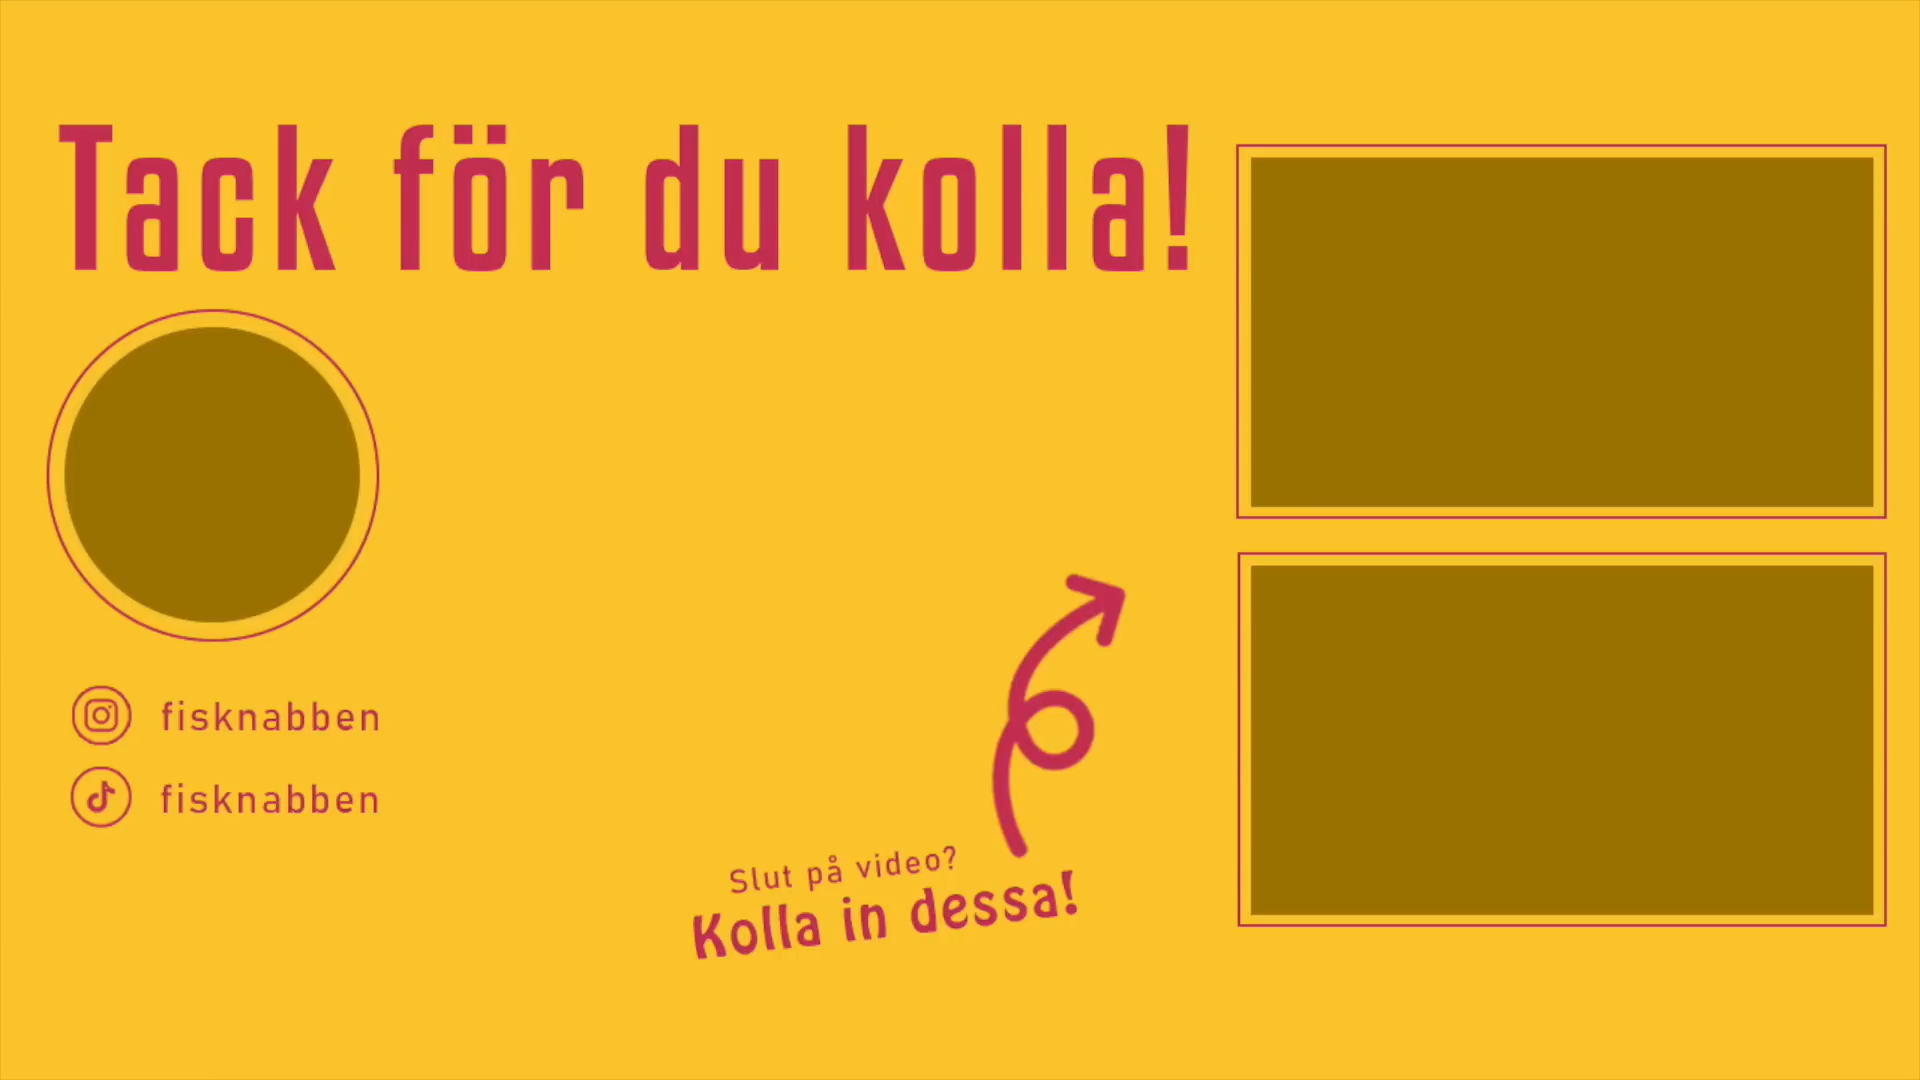 Tack för du kolla!
fisknabben
fisknabben
Slut på video?
Kolla in dessa!